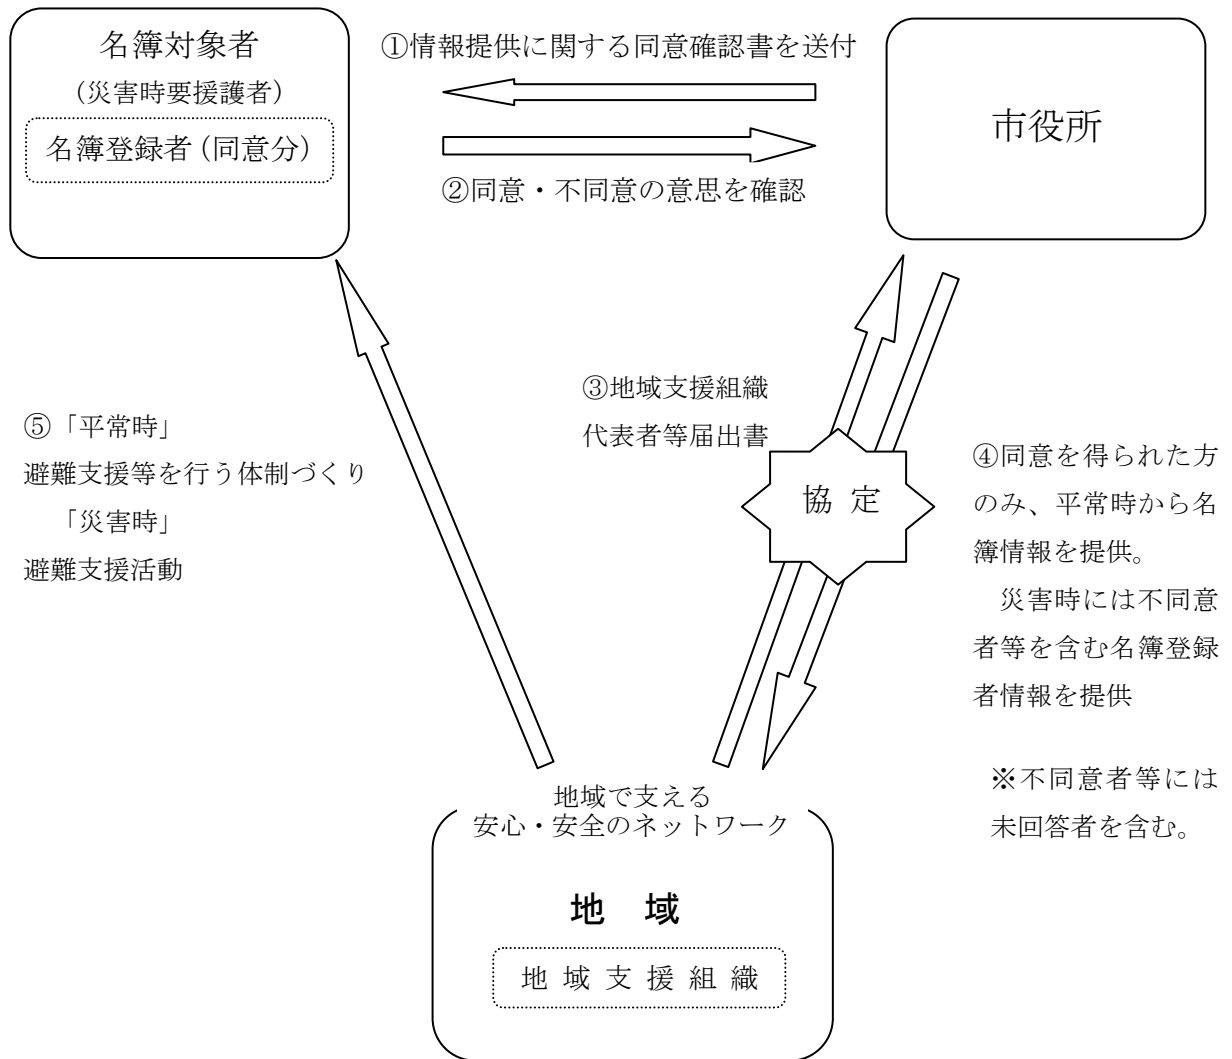 名簿対象者
(災害時要援護者)
名簿登録者(同意分)
①情報提供に関する同意確認書を送付
②同意・不同意の意思を確認
市役所
③地域支援組織
代表者等届出書
協 定
④同意を得られた方
のみ、平常時から名
簿情報を提供。
災害時には不同意
者等を含む名簿登録
者情報を提供
※不同意者等には
未回答者を含む。
⑤「平常時」
避難支援等を行う体制づくり
「災害時」
避難支援活動
地域で支える
安心・安全のネットワーク
地 域
地 域 支 援 組 織